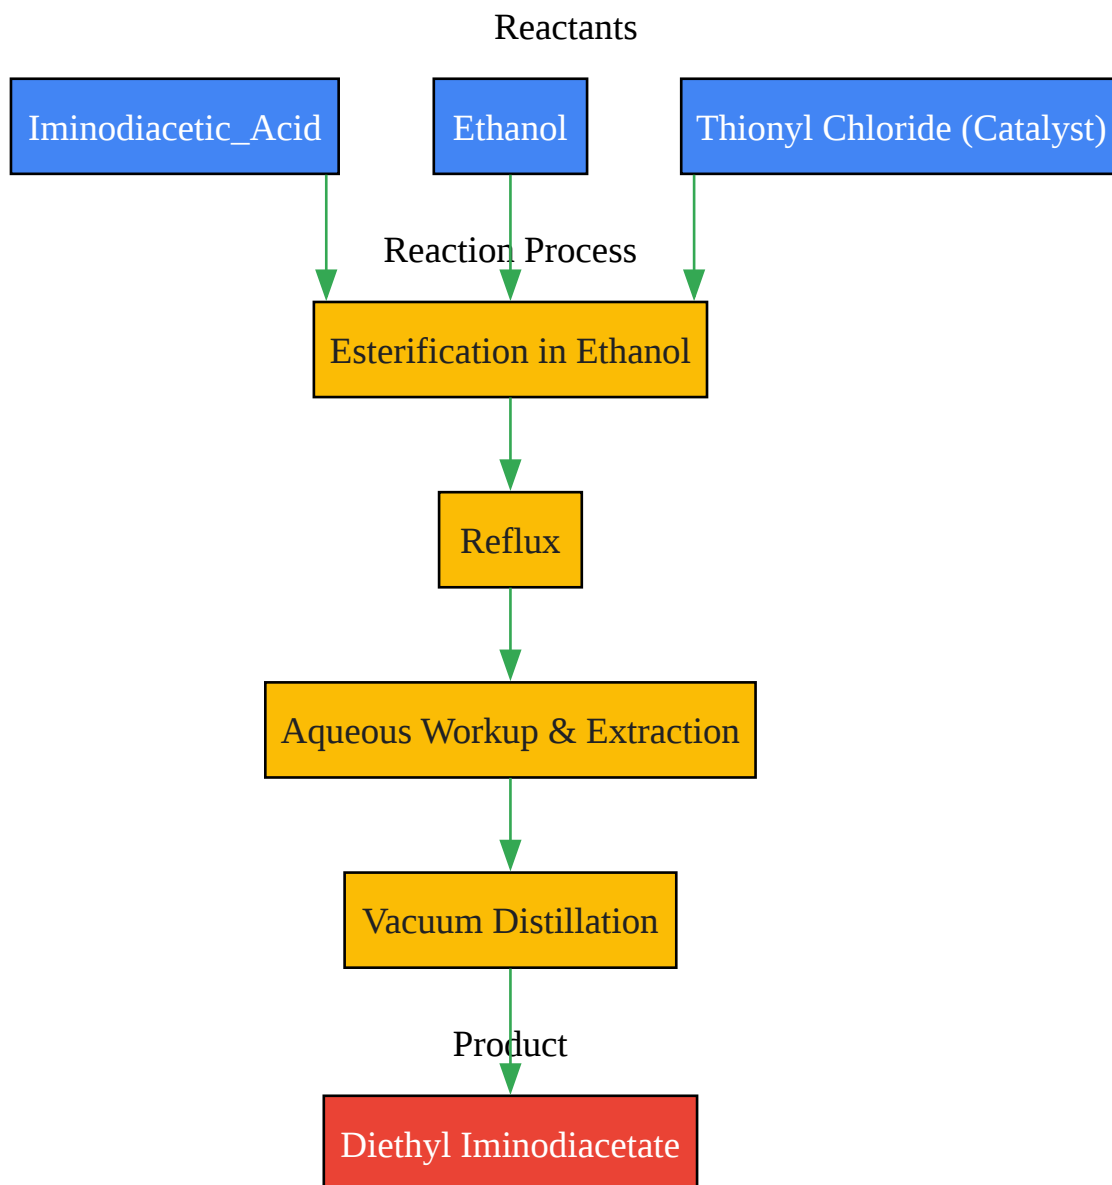 Reactants
Iminodiacetic_Acid
Ethanol
Thionyl Chloride (Catalyst)
Reaction Process
Esterification in Ethanol
Reflux
Aqueous Workup & Extraction
Vacuum Distillation
Product
Diethyl Iminodiacetate